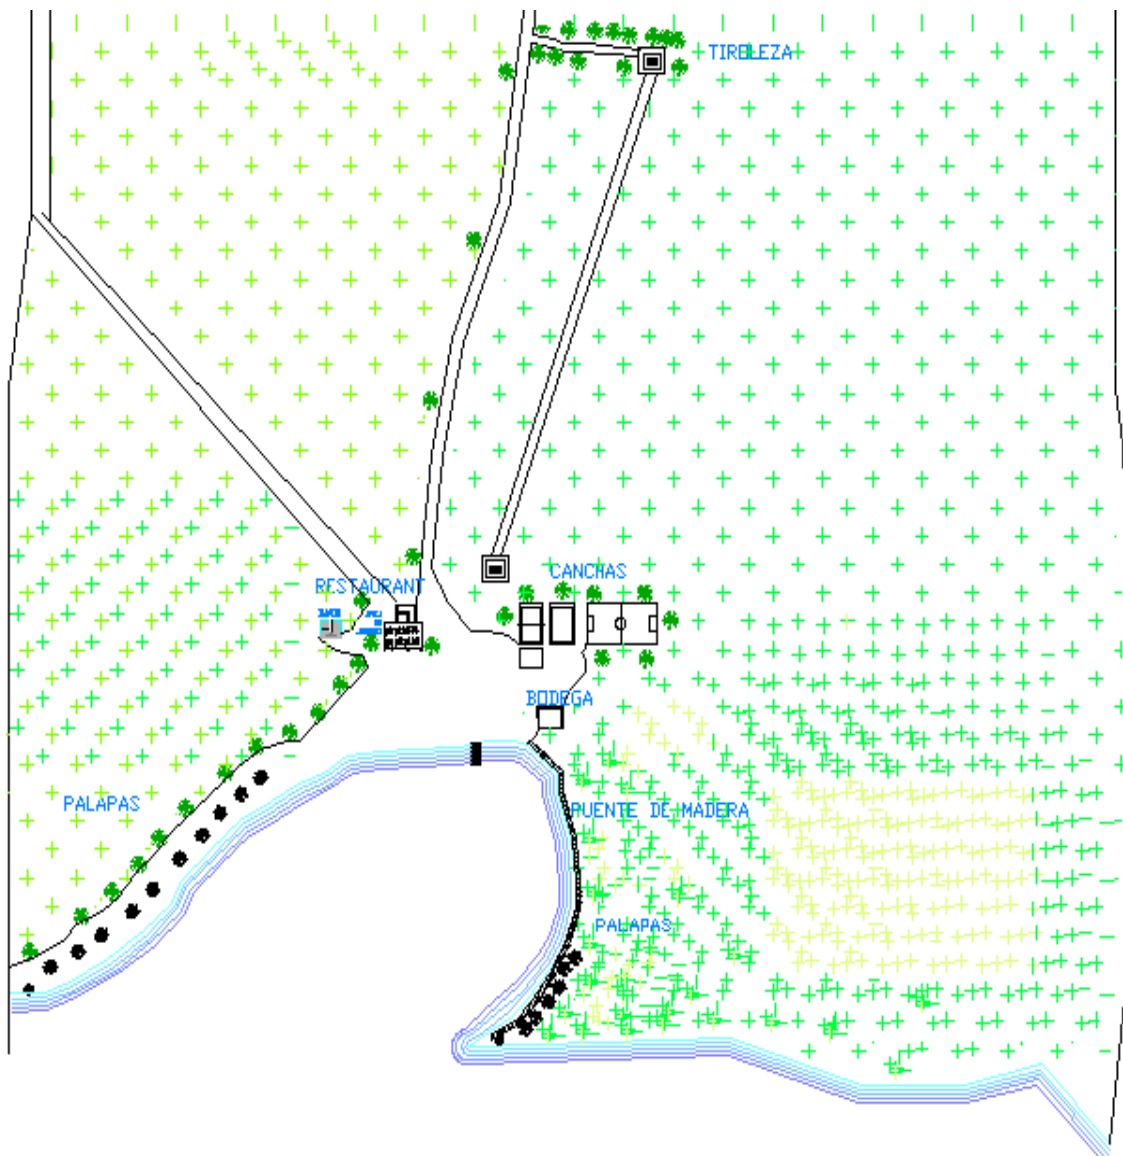 TIROLEZA
CANCHAS
RESTAURANT
BODEGA
PALAPAS
PUENTE DE MADERA
PALAPAS